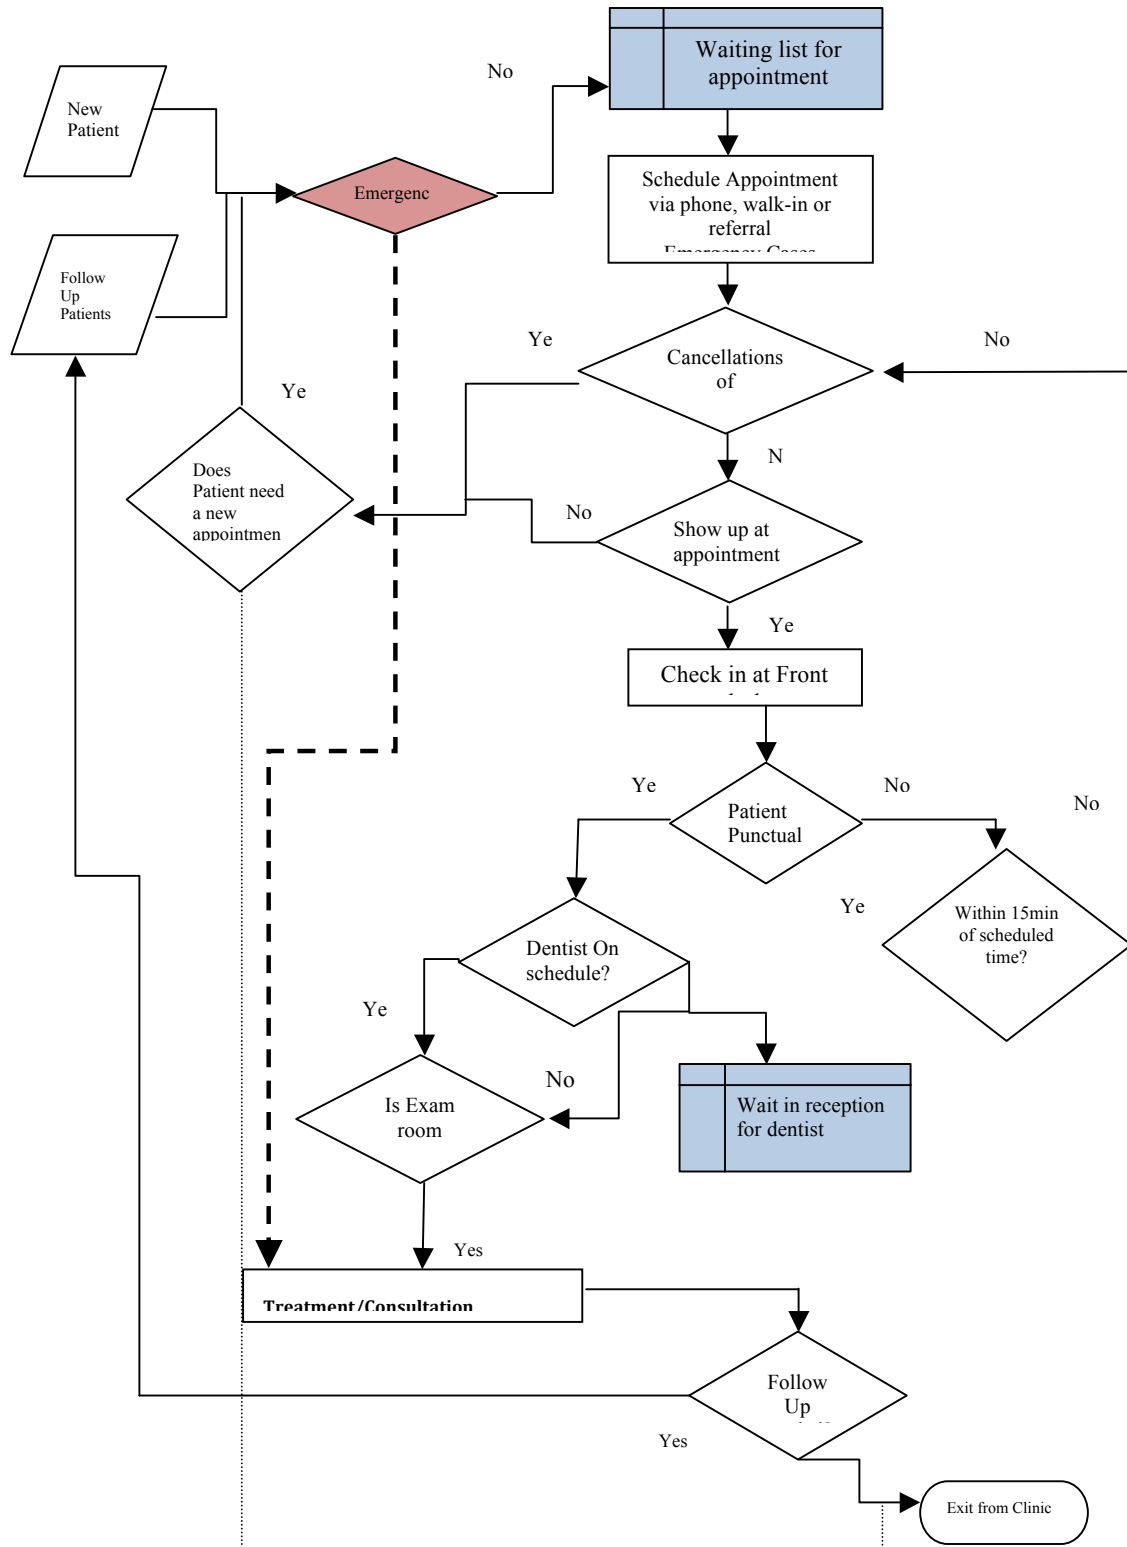 No
Waiting list for
appointment
New
Patient
Emergenc
Schedule Appointment
via phone, walk-in or
referral
Emergency Cases
Follow
Up
Patients
Ye
Cancellations
of
No
Ye
Does
Patient need
a new
appointmen
N
No
Show up at
appointment
Ye
Check in at Front
Ye
Patient
Punctual
No
No
Ye
Within 15min
of scheduled
time?
Dentist On
schedule?
Ye
No
Is Exam
room
Wait in reception
for dentist
Yes
Treatment/Consultation
Follow
Up
Yes
Exit from Clinic